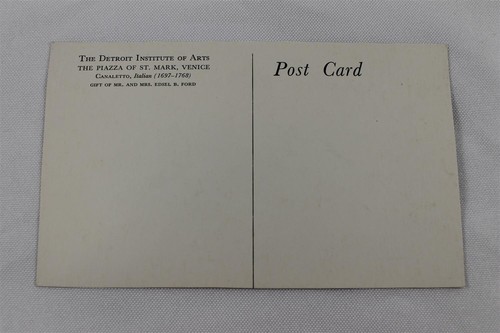 The Detroit Institute of Arts
THE PIAZZA OF ST. MARK, VENICE
Canaletto, Italian (1697-1768)
GIFT OF MR. AND MRS. EDSEL B. FORD
Post Card